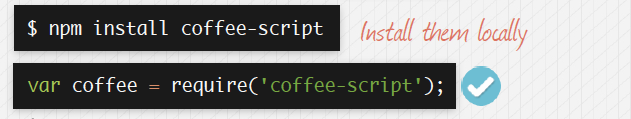 $ npm install coffee-script
Install them locally
var coffee = require('coffee-script');